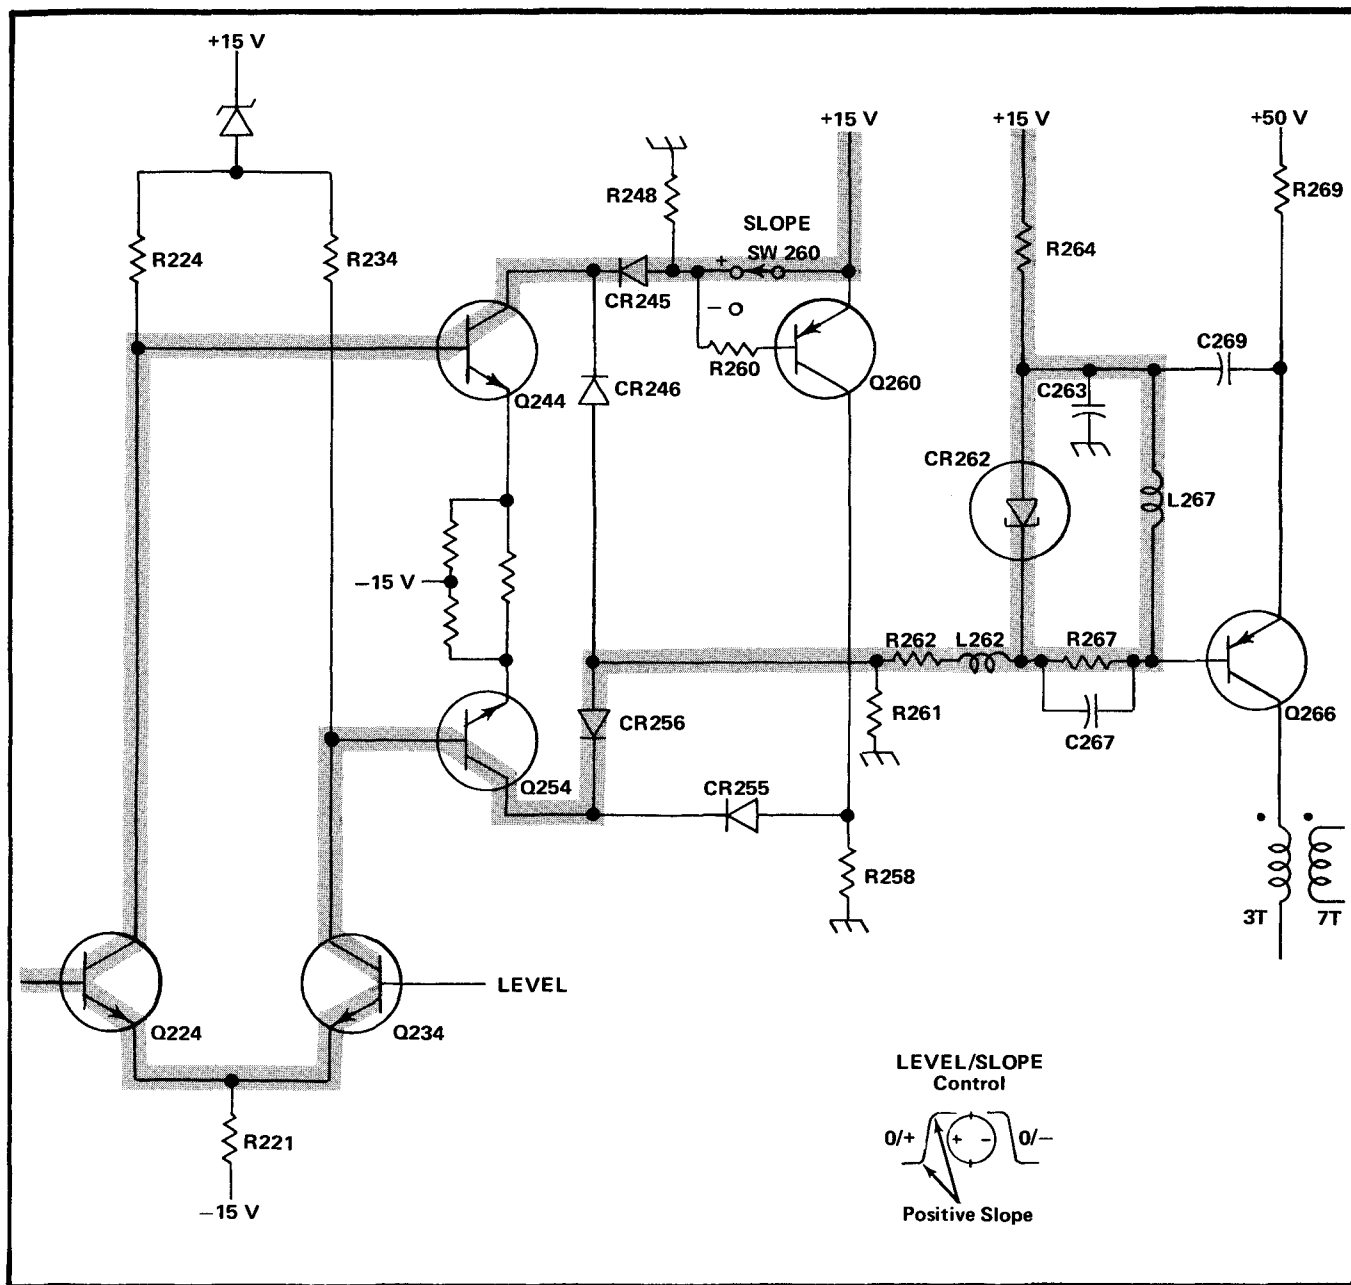 +15 V
+15 V
+15 V
+50 V
R248
R269
SLOPE
SW 260
R224
R234
R264
+
CR245
−
R260
C269
Q260
C263
CR246
Q244
CR262
L267
−15 V
R262
L262
R267
R261
CR256
C267
Q266
Q254
CR255
R258
3T
7T
LEVEL
Q224
Q234
LEVEL/SLOPE
Control
0/+
+
−
0/−
R221
−15 V
Positive Slope